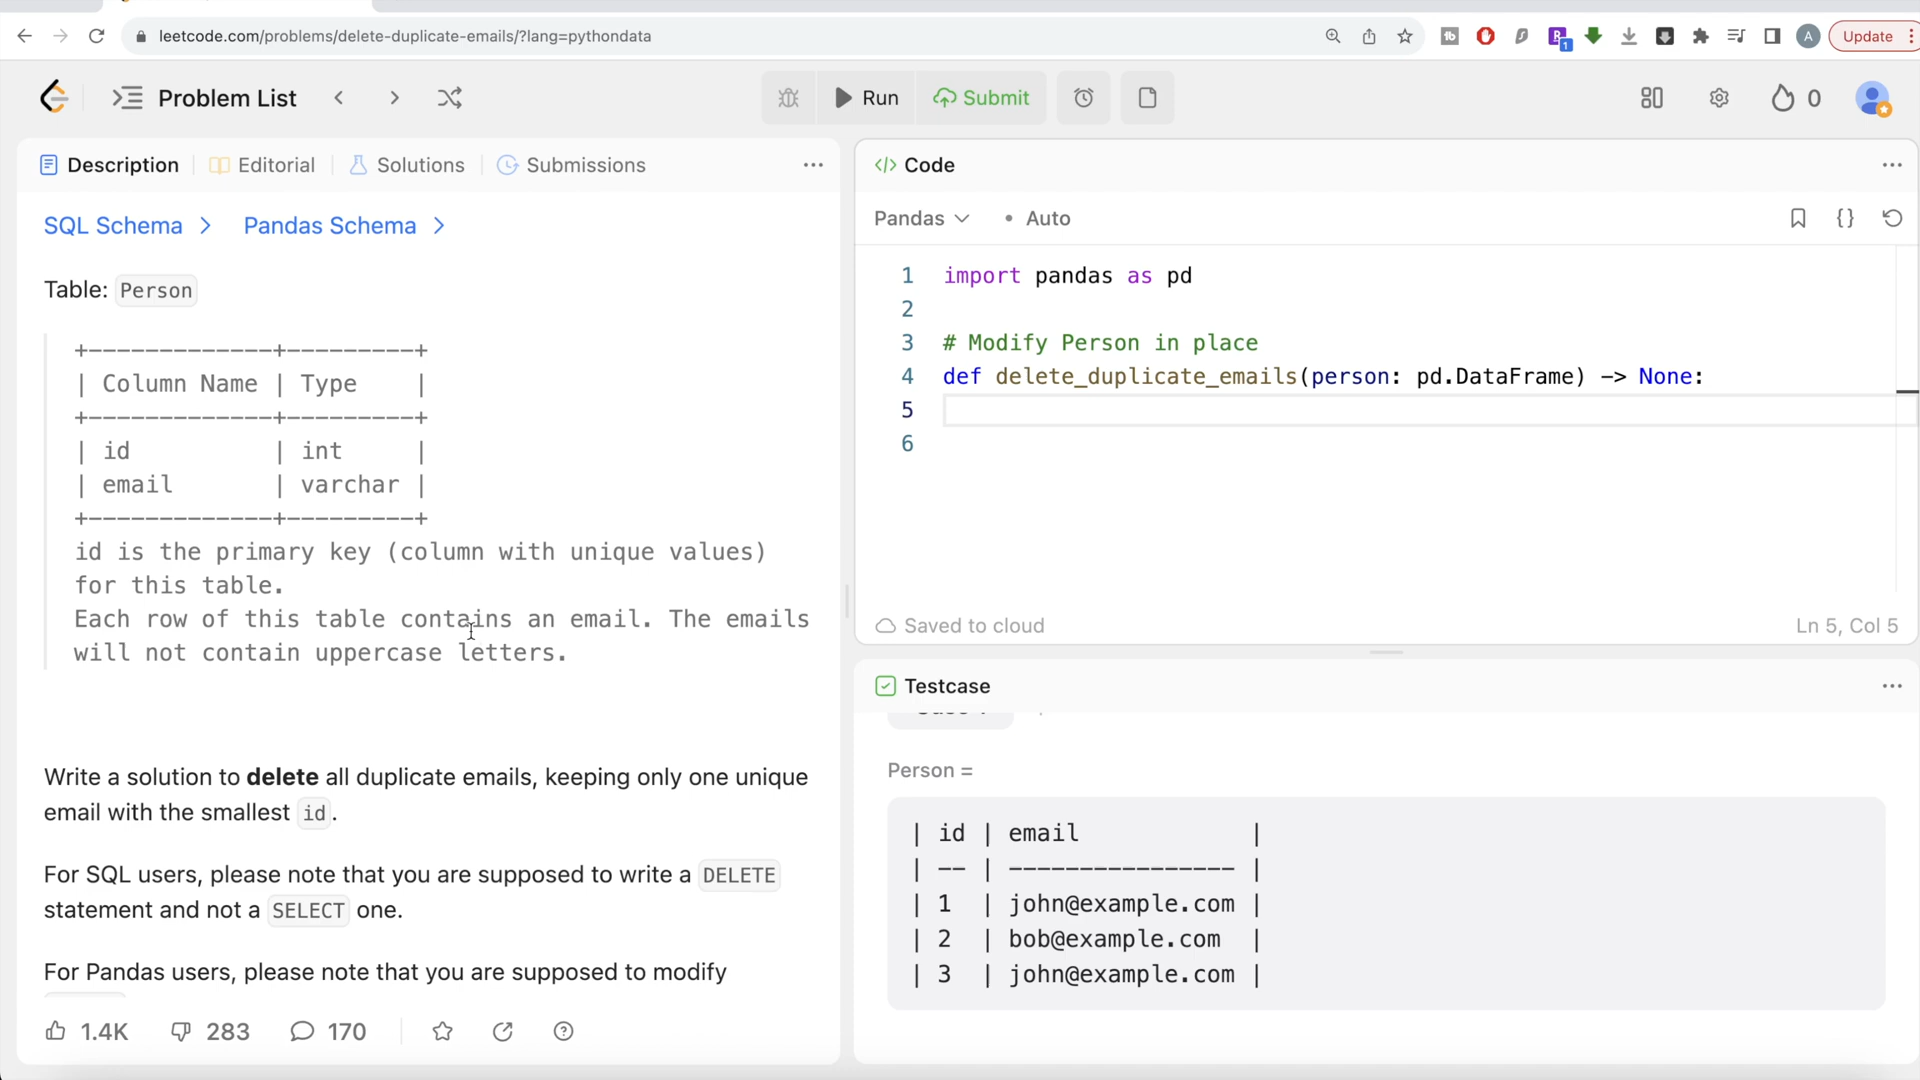 leetcode.com/problems/delete-duplicate-emails/?lang=pythondata
1
A
Update
Problem List
Run
Submit
0
Description
Editorial
Solutions
Submissions
SQL Schema
Pandas Schema
Table: Person
+-------------+---------+
| Column Name | Type    |
+-------------+---------+
| id          | int     |
| email       | varchar |
+-------------+---------+
id is the primary key (column with unique values)
for this table.
Each row of this table contains an email. The emails
will not contain uppercase letters.
Write a solution to delete all duplicate emails, keeping only one unique
email with the smallest id.
For SQL users, please note that you are supposed to write a DELETE
statement and not a SELECT one.
For Pandas users, please note that you are supposed to modify
1.4K
283
170
</> Code
Pandas
• Auto
1 import pandas as pd
2
3 # Modify Person in place
4 def delete_duplicate_emails(person: pd.DataFrame) -> None:
5
6
Saved to cloud
Ln 5, Col 5
Testcase
Person =
| id | email            |
| -- | ---------------- |
| 1  | john@example.com |
| 2  | bob@example.com  |
| 3  | john@example.com |